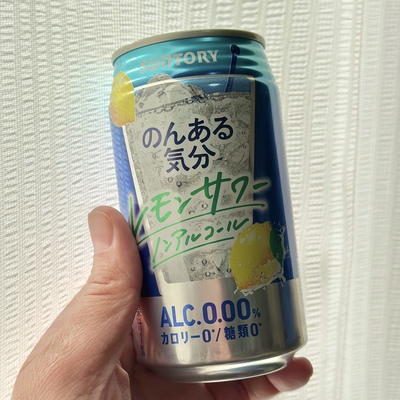 SUNTORY
のんある
気分
レモンサワー
ノンアルコール
ALC.0.00%
カロリー0*/糖類0*